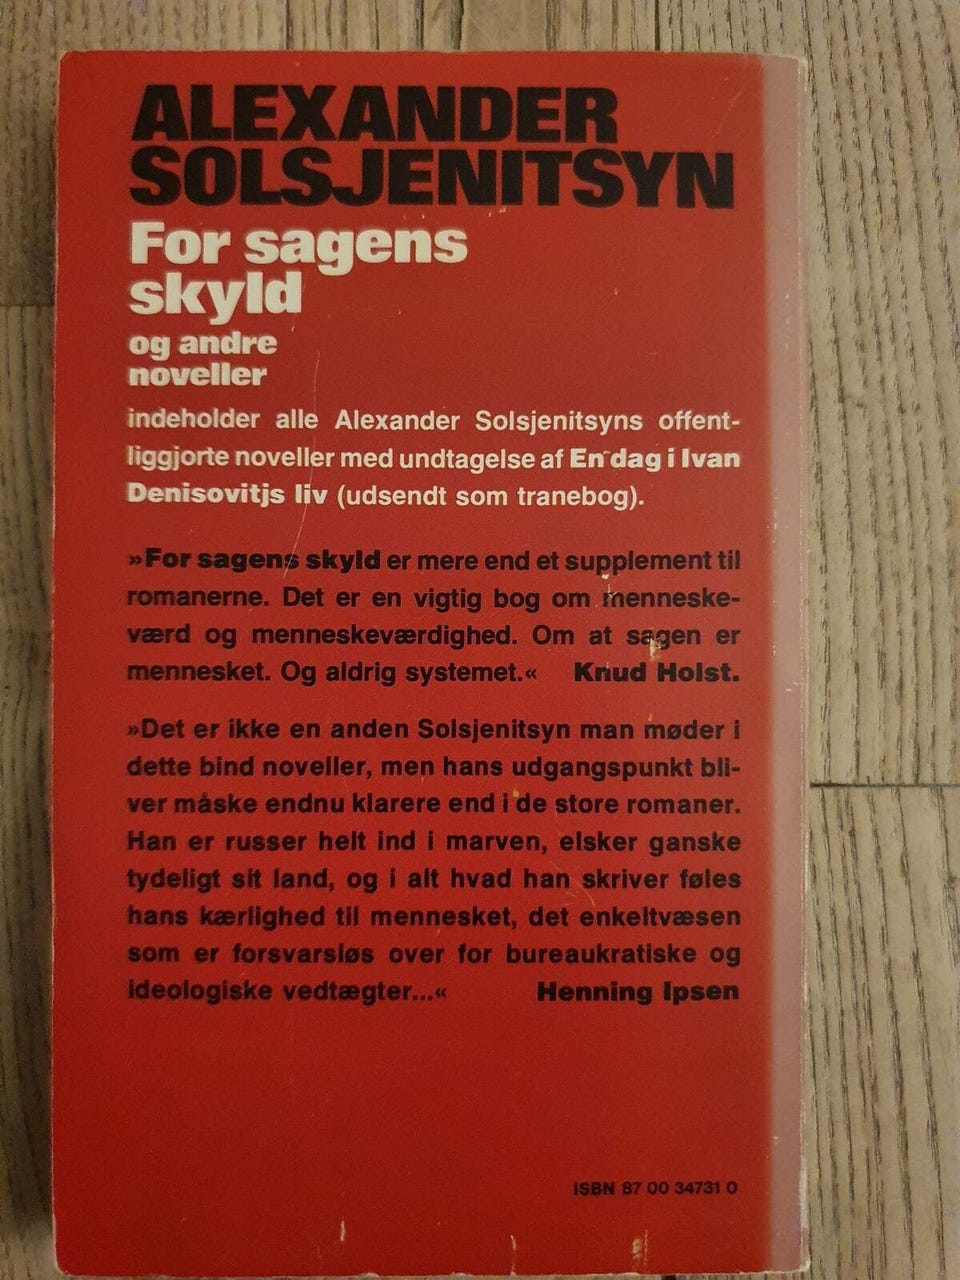 ALEXANDER
SOLSJENITSYN
For sagens
skyld
og andre
noveller
indeholder alle Alexander Solsjenitsyns offent-
liggjorte noveller med undtagelse af En dag i Ivan
Denisovitjs liv (udsendt som tranebog).
»For sagens skyld er mere end et supplement til
romanerne. Det er en vigtig bog om menneske-
værd og menneskeværdighed. Om at sagen er
mennesket. Og aldrig systemet.« Knud Holst.
»Det er ikke en anden Solsjenitsyn man møder i
dette bind noveller, men hans udgangspunkt bli-
ver måske endnu klarere end i de store romaner.
Han er russer helt ind i marven, elsker ganske
tydeligt sit land, og i alt hvad han skriver føles
hans kærlighed til mennesket, det enkeltvæsen
som er forsvarsløs over for bureaukratiske og
ideologiske vedtægter...« Henning Ipsen
ISBN 87 00 34731 0